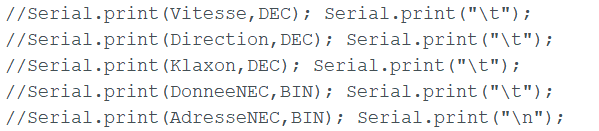 //Serial.print(Vitesse,DEC); Serial.print("\t");
//Serial.print(Direction,DEC); Serial.print("\t");
//Serial.print(Klaxon,DEC); Serial.print("\t");
//Serial.print(DonneeNEC,BIN); Serial.print("\t");
//Serial.print(AdresseNEC,BIN); Serial.print("\n");